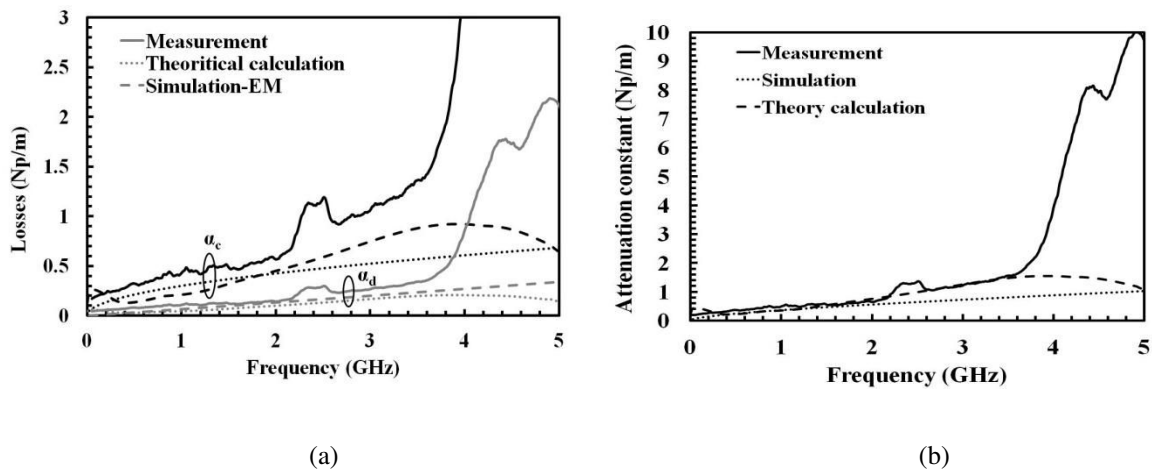 3
2.5
2
1.5
1
0.5
0
Losses (Np/m)
Measurement
Theoritical calculation
Simulation-EM
αc
αd
0 1 2 3 4 5
Frequency (GHz)
10
9
8
7
6
5
4
3
2
1
0
Attenuation constant (Np/m)
Measurement
Simulation
Theory calculation
0 1 2 3 4 5
Frequency (GHz)
(a) (b)